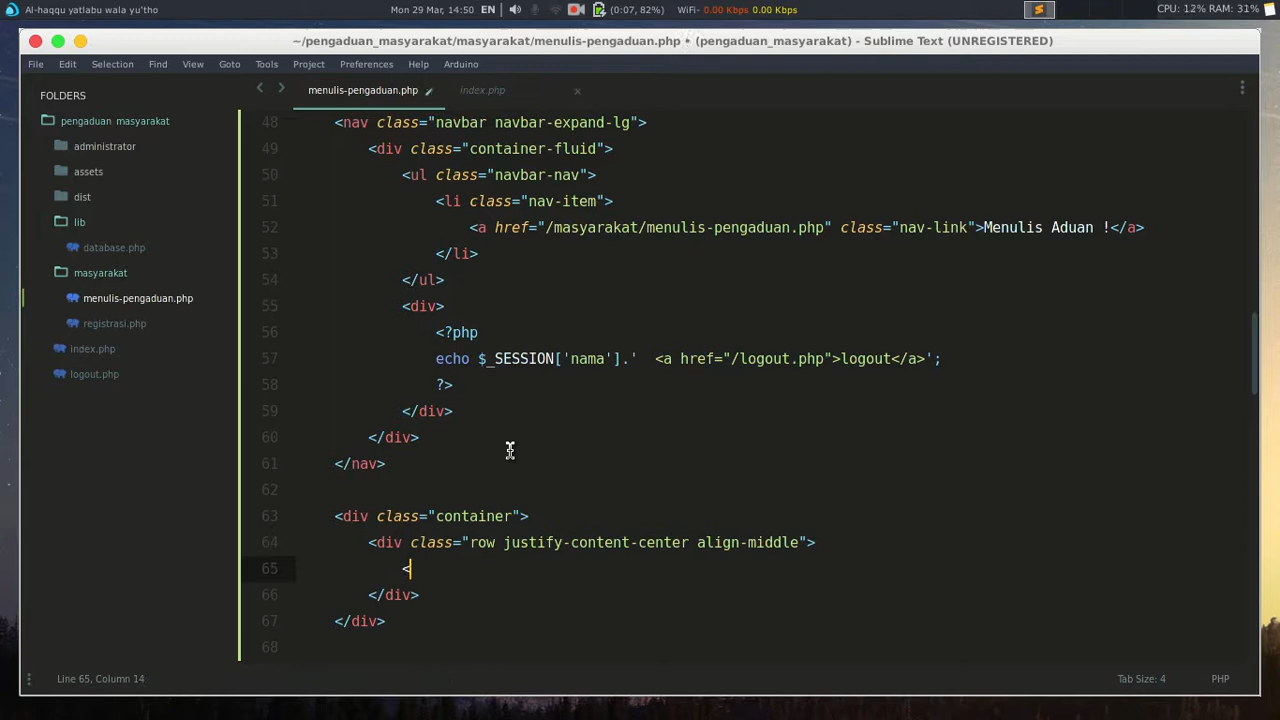 Al-haqqu yatlabu wala yu'tho
Mon 29 Mar, 14:50 EN (0:07, 82%) WiFi- 0.00 Kbps 0.00 Kbps
CPU: 12% RAM: 31%
~/pengaduan_masyarakat/masyarakat/menulis-pengaduan.php * (pengaduan_masyarakat) - Sublime Text (UNREGISTERED)
File Edit Selection Find View Goto Tools Project Preferences Help Arduino
FOLDERS
pengaduan masyarakat
administrator
assets
dist
lib
database.php
masyarakat
menulis-pengaduan.php
registrasi.php
index.php
logout.php
menulis-pengaduan.php index.php
48 <nav class="navbar navbar-expand-lg">
49 <div class="container-fluid">
50 <ul class="navbar-nav">
51 <li class="nav-item">
52 <a href="/masyarakat/menulis-pengaduan.php" class="nav-link">Menulis Aduan !</a>
53 </li>
54 </ul>
55 <div>
56 <?php
57 echo $_SESSION['nama'].'  <a href="/logout.php">logout</a>';
58 ?>
59 </div>
60 </div>
61 </nav>
62
63 <div class="container">
64 <div class="row justify-content-center align-middle">
65 <
66 </div>
67 </div>
68
Line 65, Column 14
Tab Size: 4 PHP